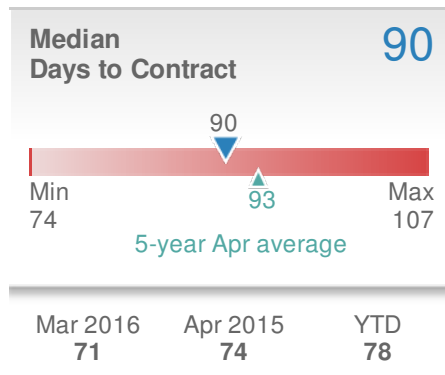 Median
Days to Contract
90
90
Min
74
93
Max
107
5-year Apr average
Mar 2016
71
Apr 2015
74
YTD
78